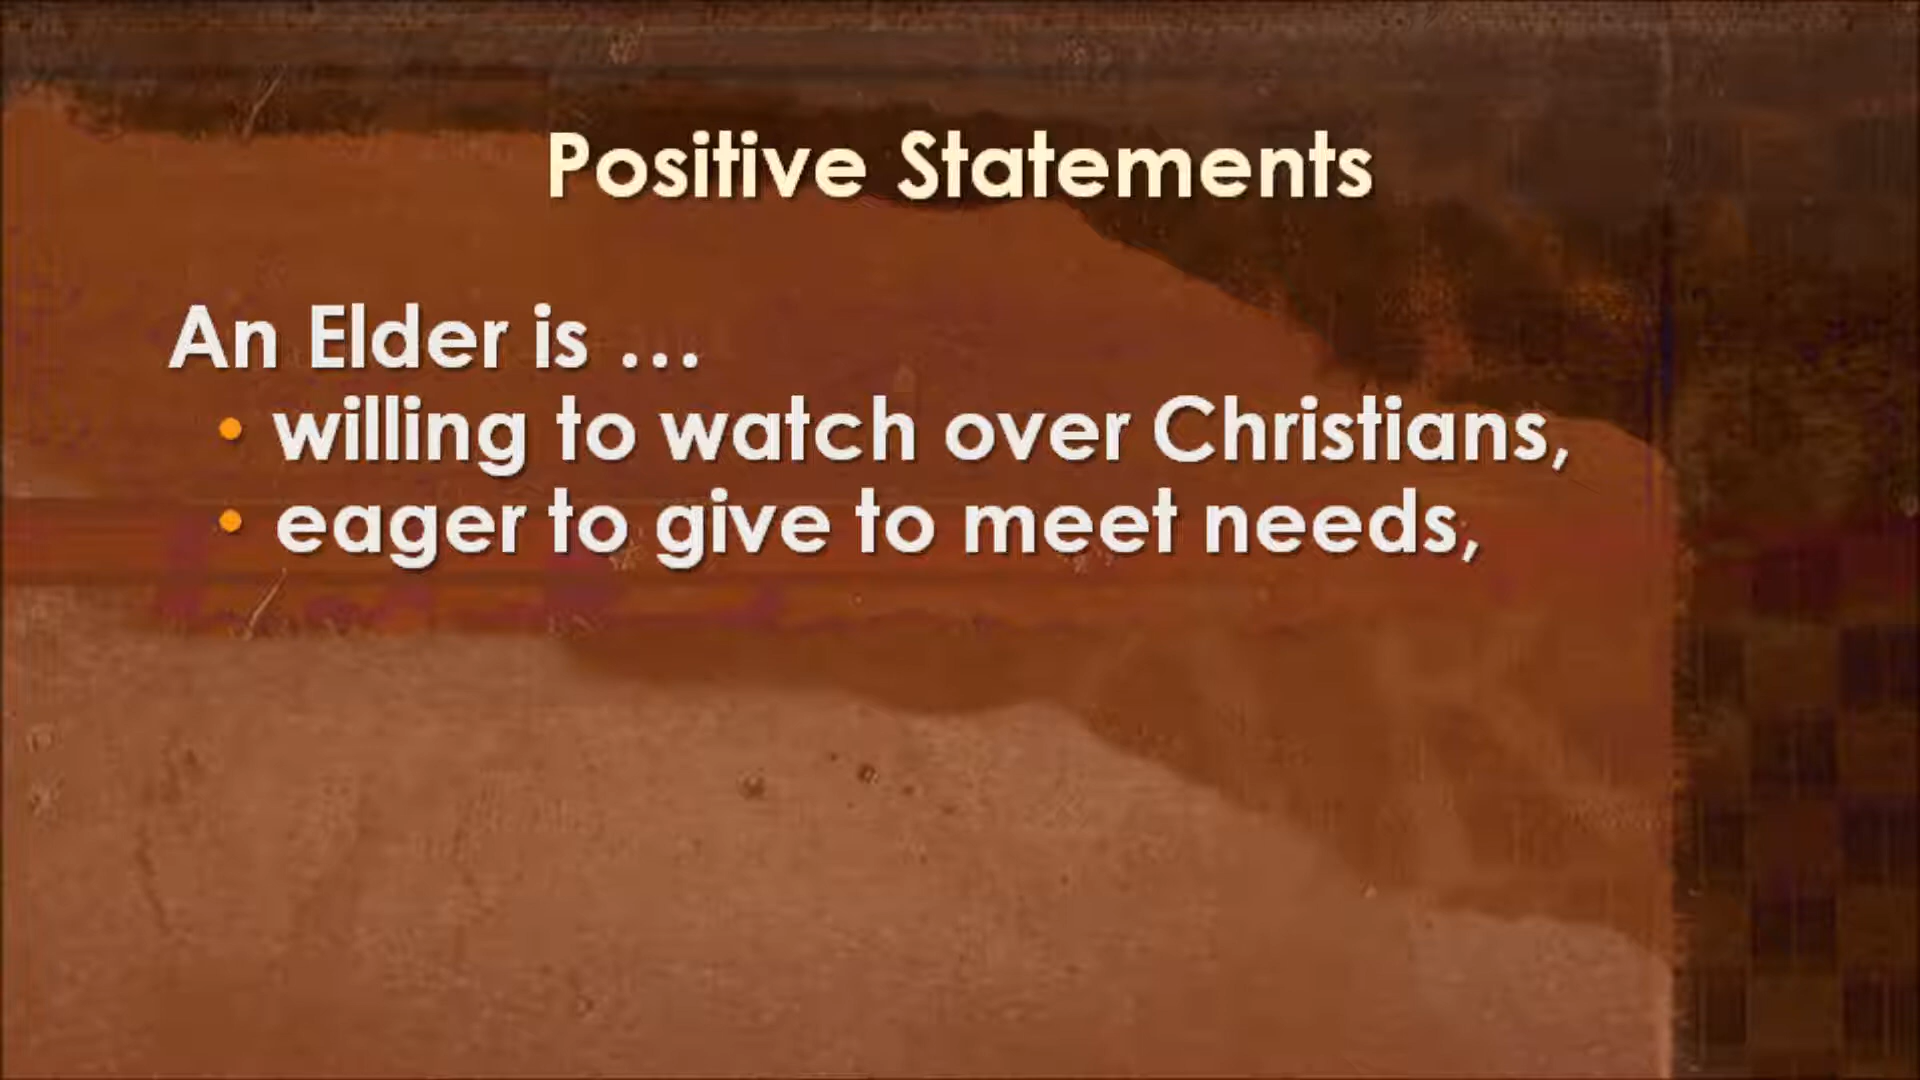 Positive Statements
An Elder is …
• willing to watch over Christians,
• eager to give to meet needs,